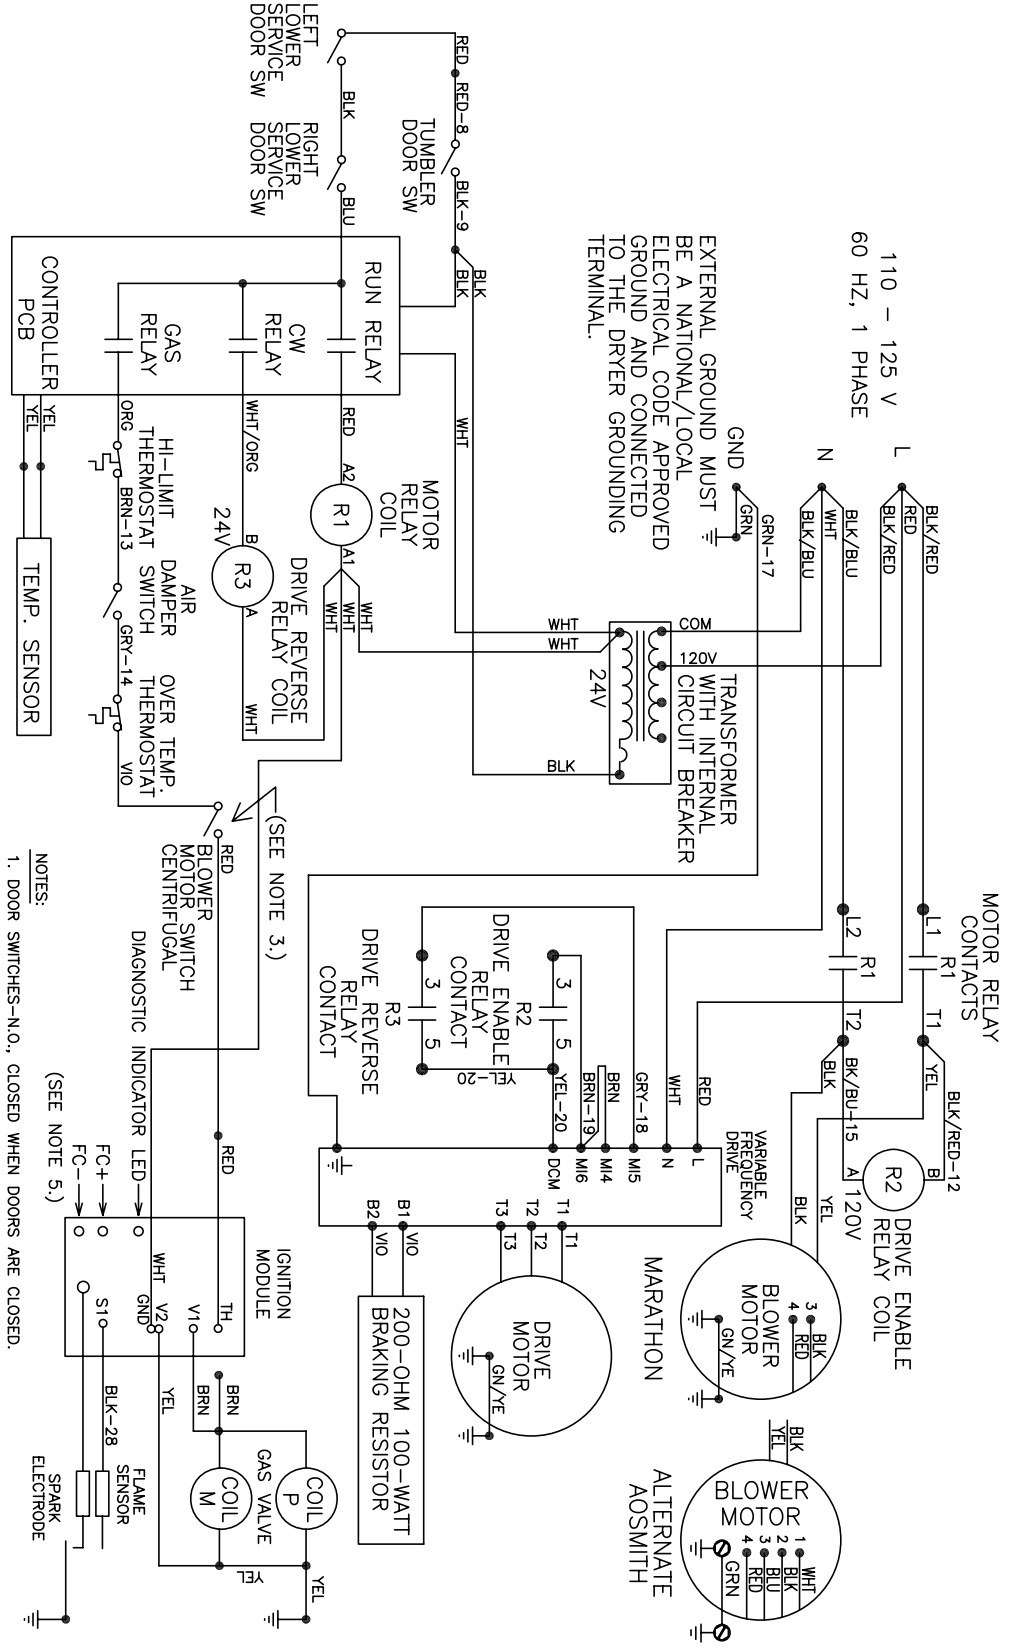 110 - 125 V
60 HZ, 1 PHASE
L
N
GND
BLK/RED
RED
BLK/RED
BLK/BLU
WHT
BLK/BLU
GRN-17
GRN
EXTERNAL GROUND MUST
BE A NATIONAL/LOCAL
ELECTRICAL CODE APPROVED
GROUND AND CONNECTED
TO THE DRYER GROUNDING
TERMINAL.
MOTOR RELAY
CONTACTS
L1
R1
T1
L2
R1
T2
YEL
BLK/RED-12
BLK
BK/BU-15
A
R2
B
120V
DRIVE ENABLE
RELAY COIL
BLK
YEL
BLOWER
MOTOR
3
4
BLK
RED
GN/YE
MARATHON
BLK
YEL
BLOWER
MOTOR
1
2
3
4
WHT
BLK
BLU
RED
GRN
ALTERNATE
AOSMITH
COM
120V
TRANSFORMER
WITH INTERNAL
CIRCUIT BREAKER
24V
WHT
WHT
BLK
RED
RED-8
TUMBLER
DOOR SW
BLK-9
BLK
BLK
WHT
LEFT
LOWER
SERVICE
DOOR SW
BLK
RIGHT
LOWER
SERVICE
DOOR SW
BLU
RUN RELAY
CW
RELAY
GAS
RELAY
CONTROLLER
PCB
RED
A2
R1
A1
MOTOR
RELAY
COIL
WHT
WHT
WHT
WHT/ORG
B
R3
A
24V
DRIVE REVERSE
RELAY COIL
WHT
ORG
HI-LIMIT
THERMOSTAT
BRN-13
AIR
DAMPER
SWITCH
GRY-14
OVER TEMP.
THERMOSTAT
VIO
YEL
YEL
TEMP. SENSOR
(SEE NOTE 3.)
RED
BLOWER
MOTOR SWITCH
CENTRIFUGAL
3
R2
5
DRIVE ENABLE
RELAY
CONTACT
3
R3
5
DRIVE REVERSE
RELAY
CONTACT
YEL-20
YEL-20
BRN-19
BRN
GRY-18
WHT
RED
VARIABLE
FREQUENCY
DRIVE
L
N
MI5
MI4
MI6
DCM
T1
T2
T3
T1
T2
T3
B1
B2
VIO
VIO
DRIVE
MOTOR
GN/YE
200-OHM 100-WATT
BRAKING RESISTOR
RED
DIAGNOSTIC INDICATOR LED
FC+
FC-
(SEE NOTE 5.)
IGNITION
MODULE
WHT
TH
V1
V2
GND
S1
BRN
BRN
YEL
BLK-28
COIL
P
COIL
M
GAS VALVE
YEL
YEL
FLAME
SENSOR
SPARK
ELECTRODE
NOTES:
1. DOOR SWITCHES-N.O., CLOSED WHEN DOORS ARE CLOSED.